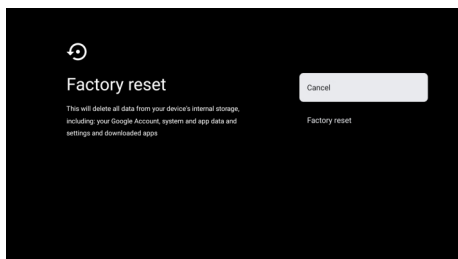 Factory reset
This will delete all data from your device's internal storage,
including: your Google Account, system and app data and
settings and downloaded apps
Cancel
Factory reset